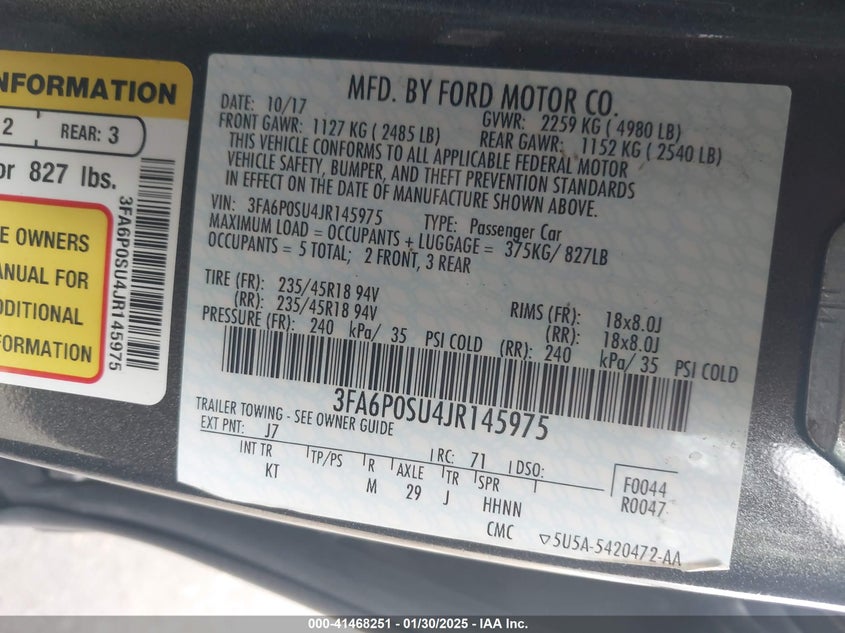 NFORMATION
2
REAR: 3
or 827 lbs.
E OWNERS
ANUAL FOR
DDITIONAL
FORMATION
3FA6P0SU4JR145975
MFD. BY FORD MOTOR CO.
DATE: 10/17 GVWR: 2259 KG ( 4980 LB)
FRONT GAWR: 1127 KG ( 2485 LB) REAR GAWR: 1152 KG ( 2540 LB)
THIS VEHICLE CONFORMS TO ALL APPLICABLE FEDERAL MOTOR
VEHICLE SAFETY, BUMPER, AND THEFT PREVENTION STANDARDS
IN EFFECT ON THE DATE OF MANUFACTURE SHOWN ABOVE.
VIN: 3FA6P0SU4JR145975 TYPE: Passenger Car
MAXIMUM LOAD = OCCUPANTS + LUGGAGE = 375KG/ 827LB
OCCUPANTS = 5 TOTAL; 2 FRONT, 3 REAR
TIRE (FR): 235/45R18 94V RIMS (FR): 18x8.0J
(RR): 235/45R18 94V (RR): 18x8.0J
PRESSURE (FR): 240 kPa/ 35 PSI COLD (RR): 240 kPa/ 35 PSI COLD
3FA6P0SU4JR145975
TRAILER TOWING - SEE OWNER GUIDE
EXT PNT: J7 RC: 71 DSO:
INT TR TP/PS R AXLE TR SPR
KT M 29 J HHNN
CMC
F0044
R0047
▽5U5A-5420472-AA
000-41468251 - 01/30/2025 - IAA Inc.